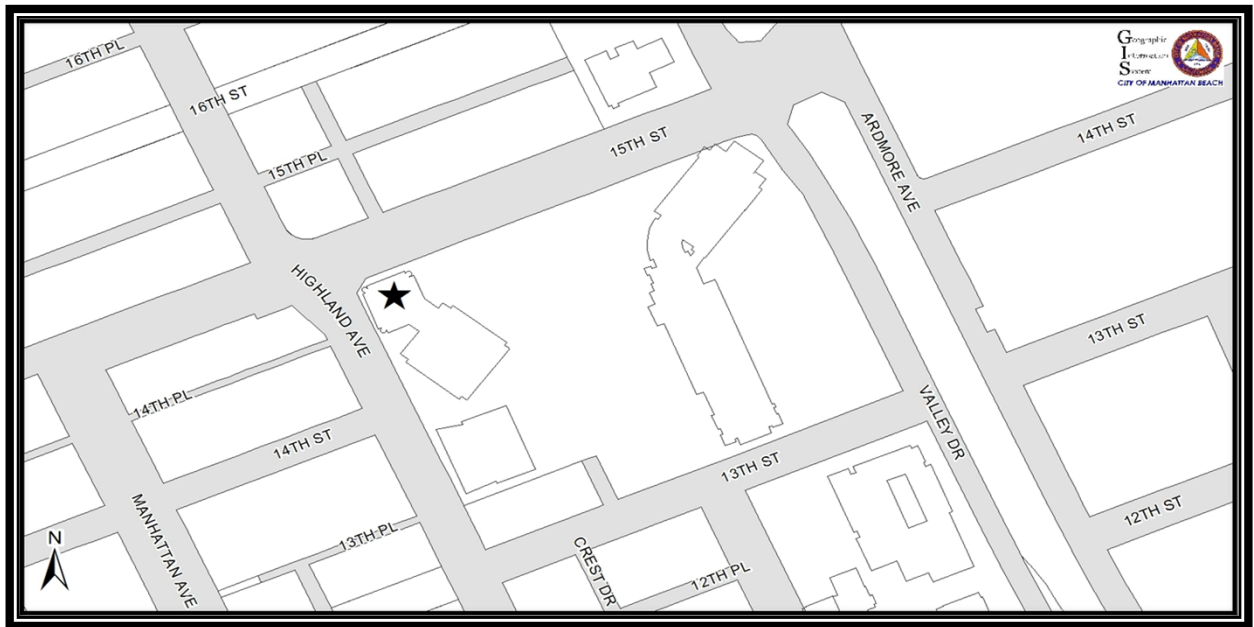 Geographic
Information
System
CITY OF MANHATTAN BEACH
16TH PL
16TH ST
15TH PL
15TH ST
ARDMORE AVE
14TH ST
HIGHLAND AVE
13TH ST
14TH PL
14TH ST
VALLEY DR
13TH ST
MANHATTAN AVE
13TH PL
12TH ST
CREST DR
12TH PL
N